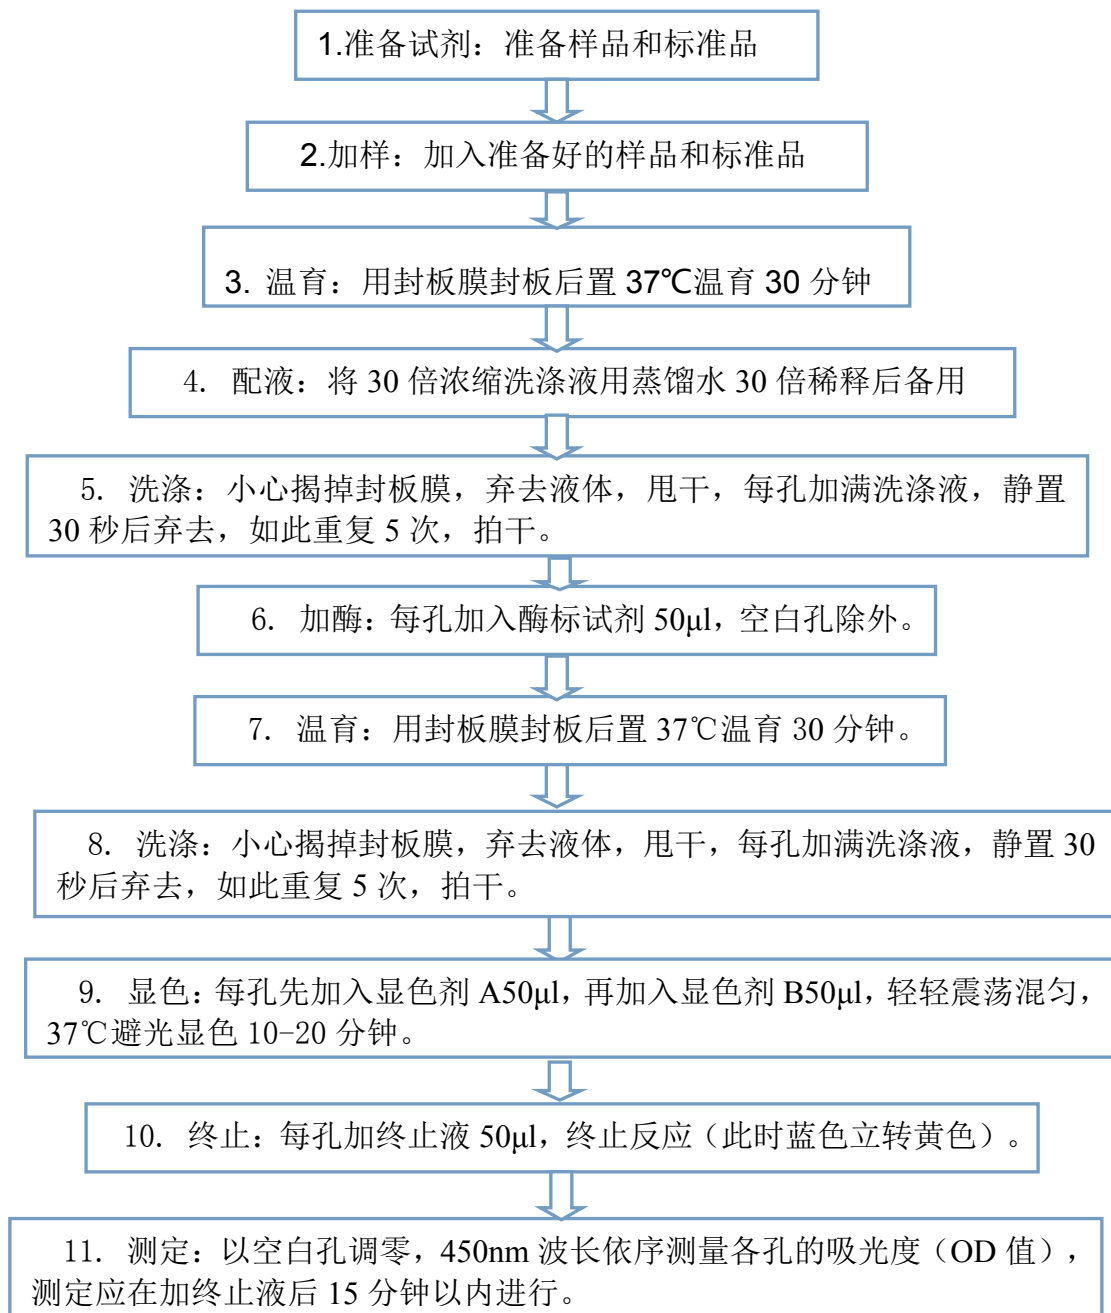 1.准备试剂：准备样品和标准品
2.加样：加入准备好的样品和标准品
3. 温育：用封板膜封板后置 37℃温育 30 分钟
4. 配液：将 30 倍浓缩洗涤液用蒸馏水 30 倍稀释后备用
5. 洗涤：小心揭掉封板膜，弃去液体，甩干，每孔加满洗涤液，静置
30 秒后弃去，如此重复 5 次，拍干。
6. 加酶：每孔加入酶标试剂 50μl，空白孔除外。
7. 温育：用封板膜封板后置 37℃温育 30 分钟。
8. 洗涤：小心揭掉封板膜，弃去液体，甩干，每孔加满洗涤液，静置 30
秒后弃去，如此重复 5 次，拍干。
9. 显色：每孔先加入显色剂 A50μl，再加入显色剂 B50μl，轻轻震荡混匀，
37℃避光显色 10-20 分钟。
10. 终止：每孔加终止液 50μl，终止反应（此时蓝色立转黄色）。
11. 测定：以空白孔调零，450nm 波长依序测量各孔的吸光度（OD 值），
测定应在加终止液后 15 分钟以内进行。